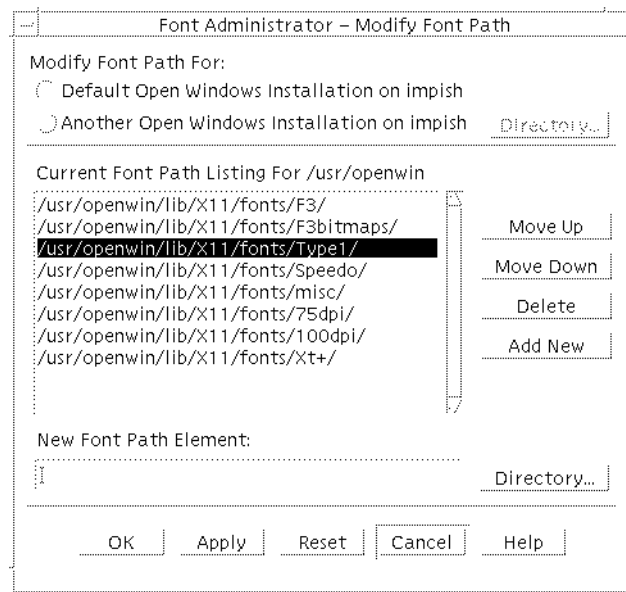 Font Administrator – Modify Font Path
Modify Font Path For:
Default Open Windows Installation on impish
Another Open Windows Installation on impish
Directory...
Current Font Path Listing For /usr/openwin
/usr/openwin/lib/X11/fonts/F3/
/usr/openwin/lib/X11/fonts/F3bitmaps/
/usr/openwin/lib/X11/fonts/Type1/
/usr/openwin/lib/X11/fonts/Speedo/
/usr/openwin/lib/X11/fonts/misc/
/usr/openwin/lib/X11/fonts/75dpi/
/usr/openwin/lib/X11/fonts/100dpi/
/usr/openwin/lib/X11/fonts/Xt+/
Move Up
Move Down
Delete
Add New
New Font Path Element:
Directory...
OK Apply Reset Cancel Help